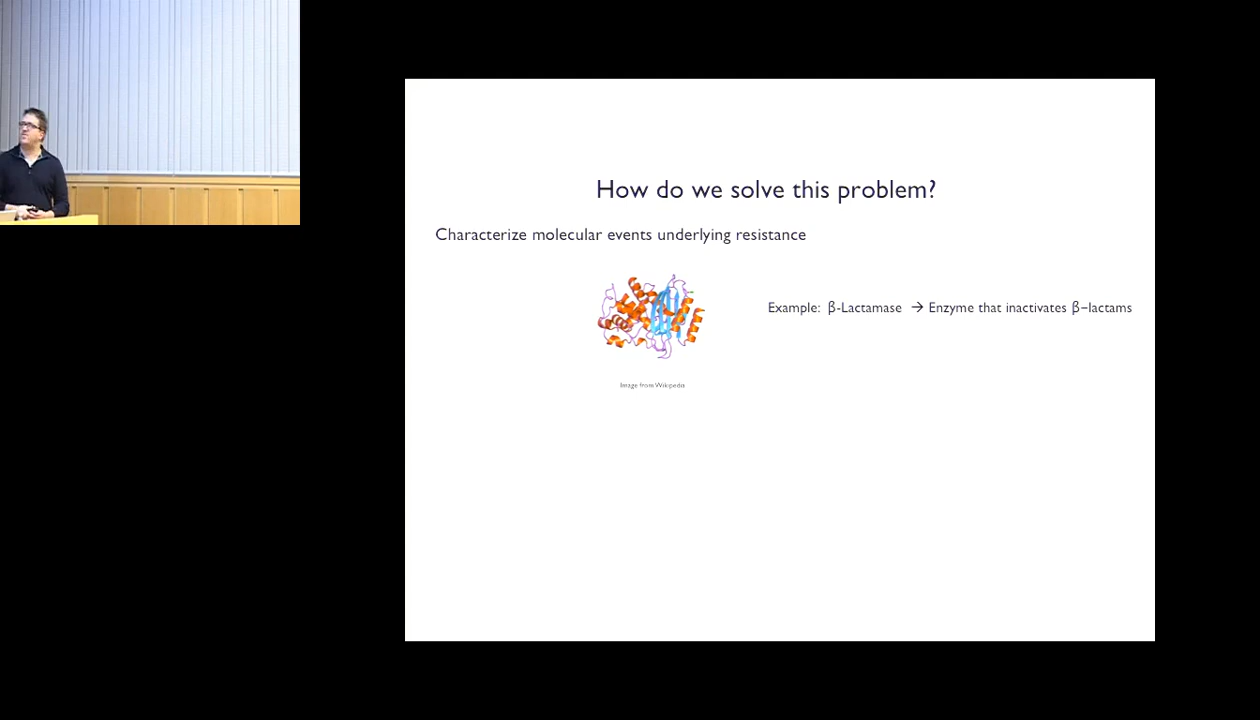 How do we solve this problem?
Characterize molecular events underlying resistance
Example: β-Lactamase → Enzyme that inactivates β–lactams
Image from Wikipedia